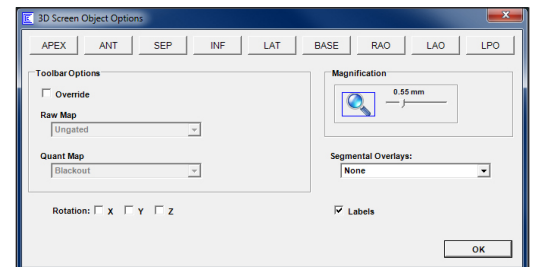 3D Screen Object Options
APEX ANT SEP INF LAT BASE RAO LAO LPO
Toolbar Options
Override
Raw Map
Ungated
Quant Map
Blackout
Magnification
0.55 mm
Segmental Overlays:
None
Rotation: X Y Z
Labels
OK